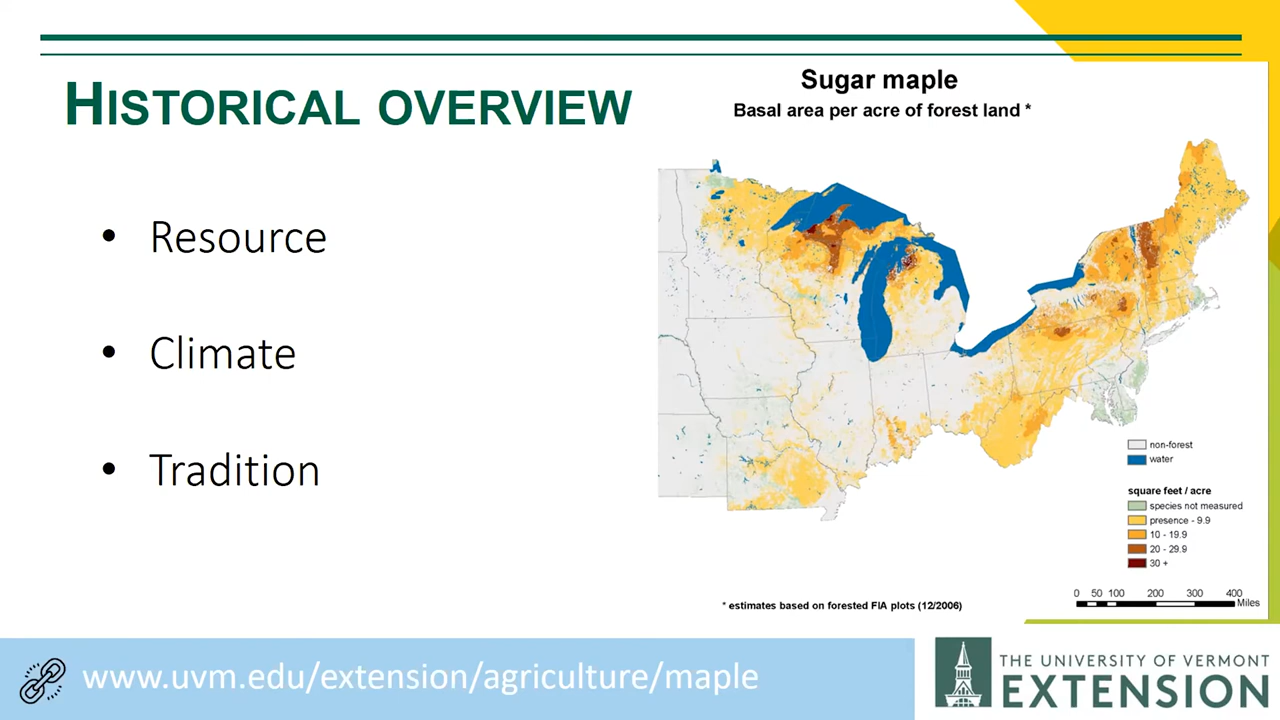 HISTORICAL OVERVIEW
• Resource
• Climate
• Tradition
Sugar maple
Basal area per acre of forest land *
non-forest
water
square feet / acre
species not measured
presence - 9.9
10 - 19.9
20 - 29.9
30 +
0 50 100 200 300 400
Miles
* estimates based on forested FIA plots (12/2006)
www.uvm.edu/extension/agriculture/maple
THE UNIVERSITY OF VERMONT
EXTENSION